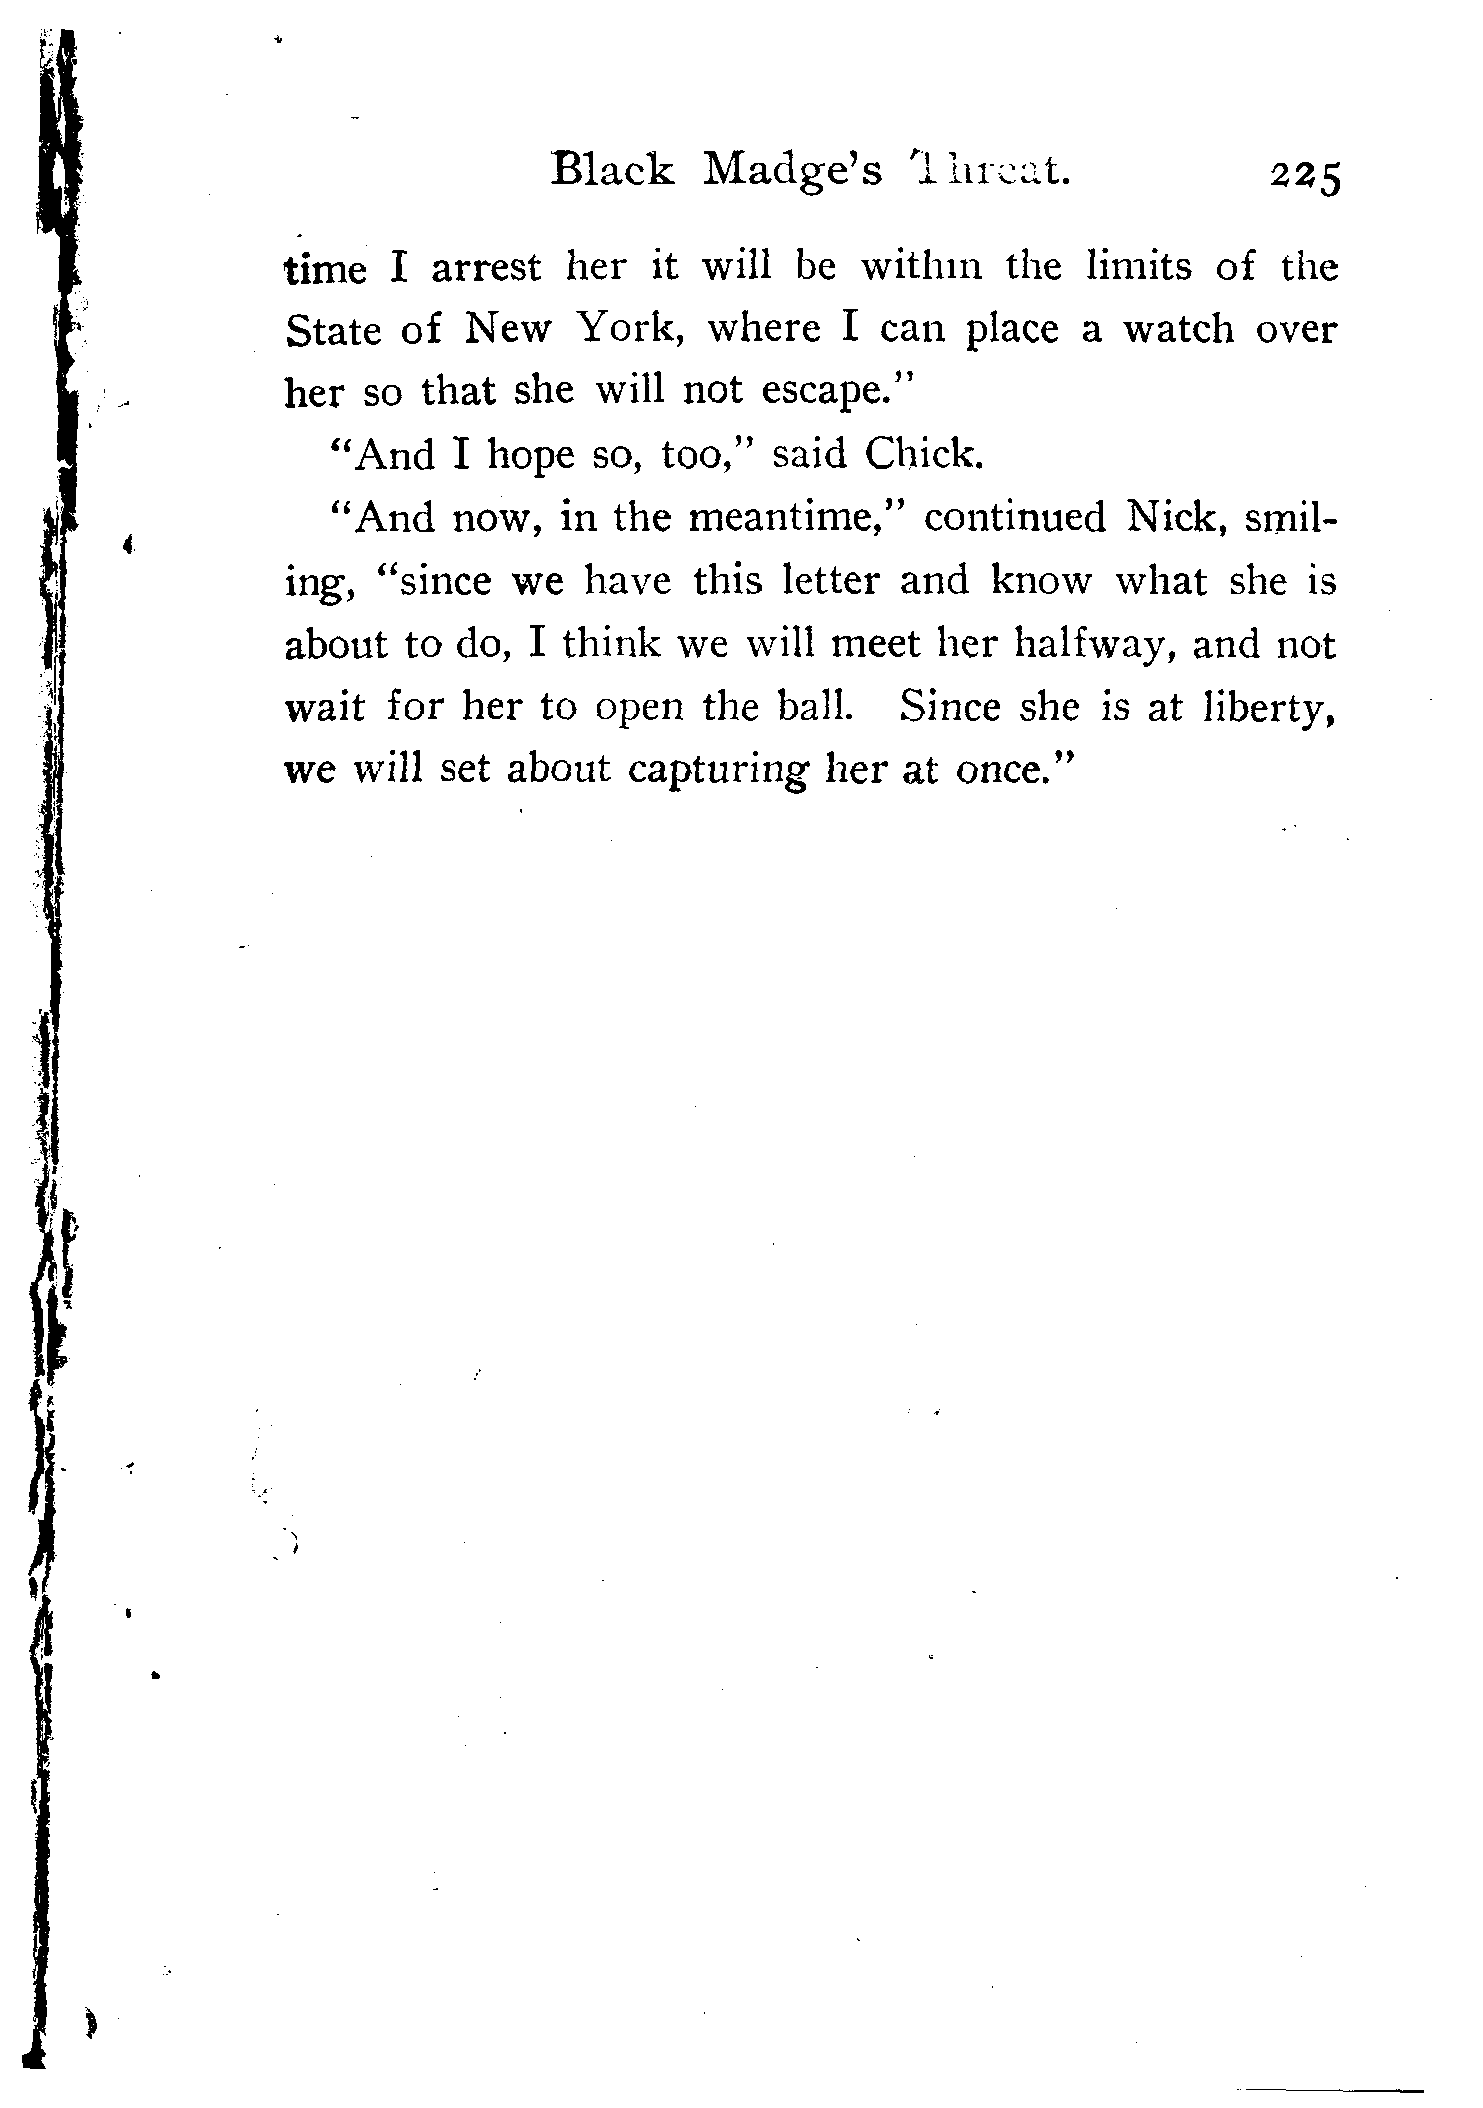 Black Madge's Threat. 225
time I arrest her it will be within the limits of the
State of New York, where I can place a watch over
her so that she will not escape."
"And I hope so, too," said Chick.
"And now, in the meantime," continued Nick, smil-
ing, "since we have this letter and know what she is
about to do, I think we will meet her halfway, and not
wait for her to open the ball. Since she is at liberty,
we will set about capturing her at once."